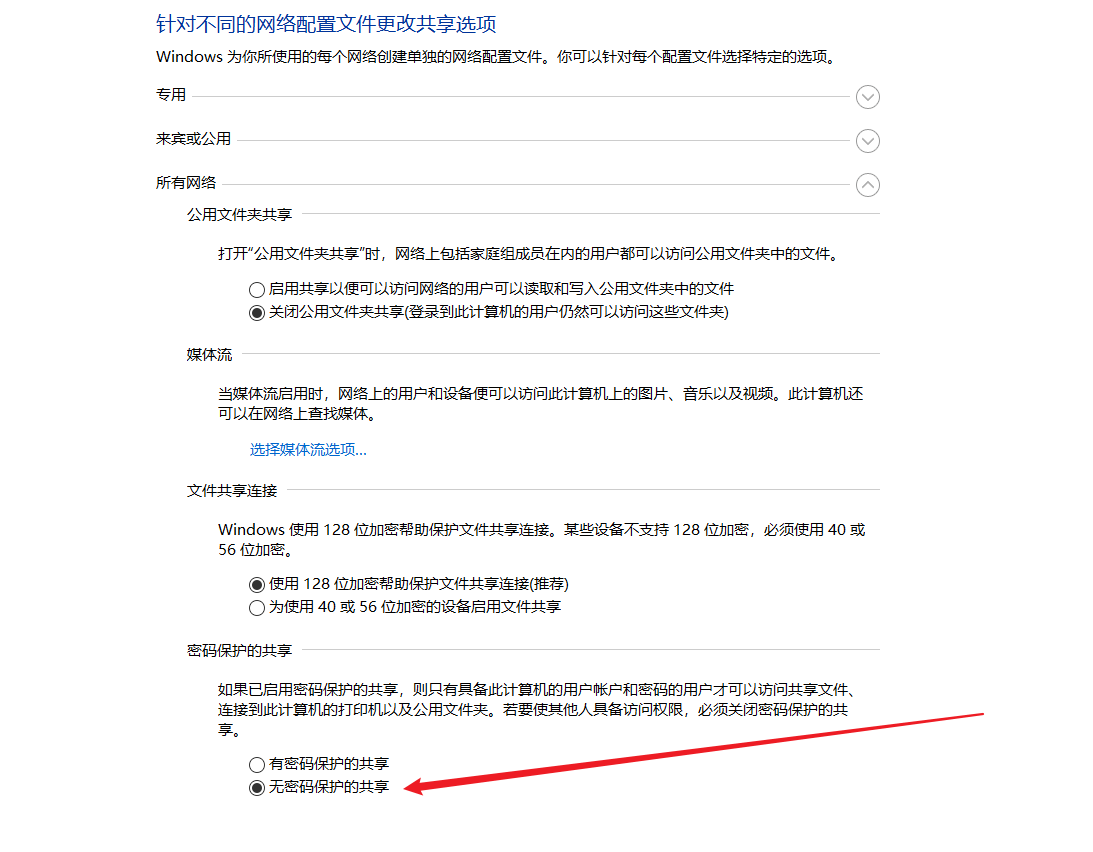 针对不同的网络配置文件更改共享选项
Windows 为你所使用的每个网络创建单独的网络配置文件。你可以针对每个配置文件选择特定的选项。
专用
来宾或公用
所有网络
公用文件夹共享
打开“公用文件夹共享”时，网络上包括家庭组成员在内的用户都可以访问公用文件夹中的文件。
启用共享以便可以访问网络的用户可以读取和写入公用文件夹中的文件
关闭公用文件夹共享(登录到此计算机的用户仍然可以访问这些文件夹)
媒体流
当媒体流启用时，网络上的用户和设备便可以访问此计算机上的图片、音乐以及视频。此计算机还
可以在网络上查找媒体。
选择媒体流选项...
文件共享连接
Windows 使用 128 位加密帮助保护文件共享连接。某些设备不支持 128 位加密，必须使用 40 或
56 位加密。
使用 128 位加密帮助保护文件共享连接(推荐)
为使用 40 或 56 位加密的设备启用文件共享
密码保护的共享
如果已启用密码保护的共享，则只有具备此计算机的用户帐户和密码的用户才可以访问共享文件、
连接到此计算机的打印机以及公用文件夹。若要使其他人具备访问权限，必须关闭密码保护的共
享。
有密码保护的共享
无密码保护的共享